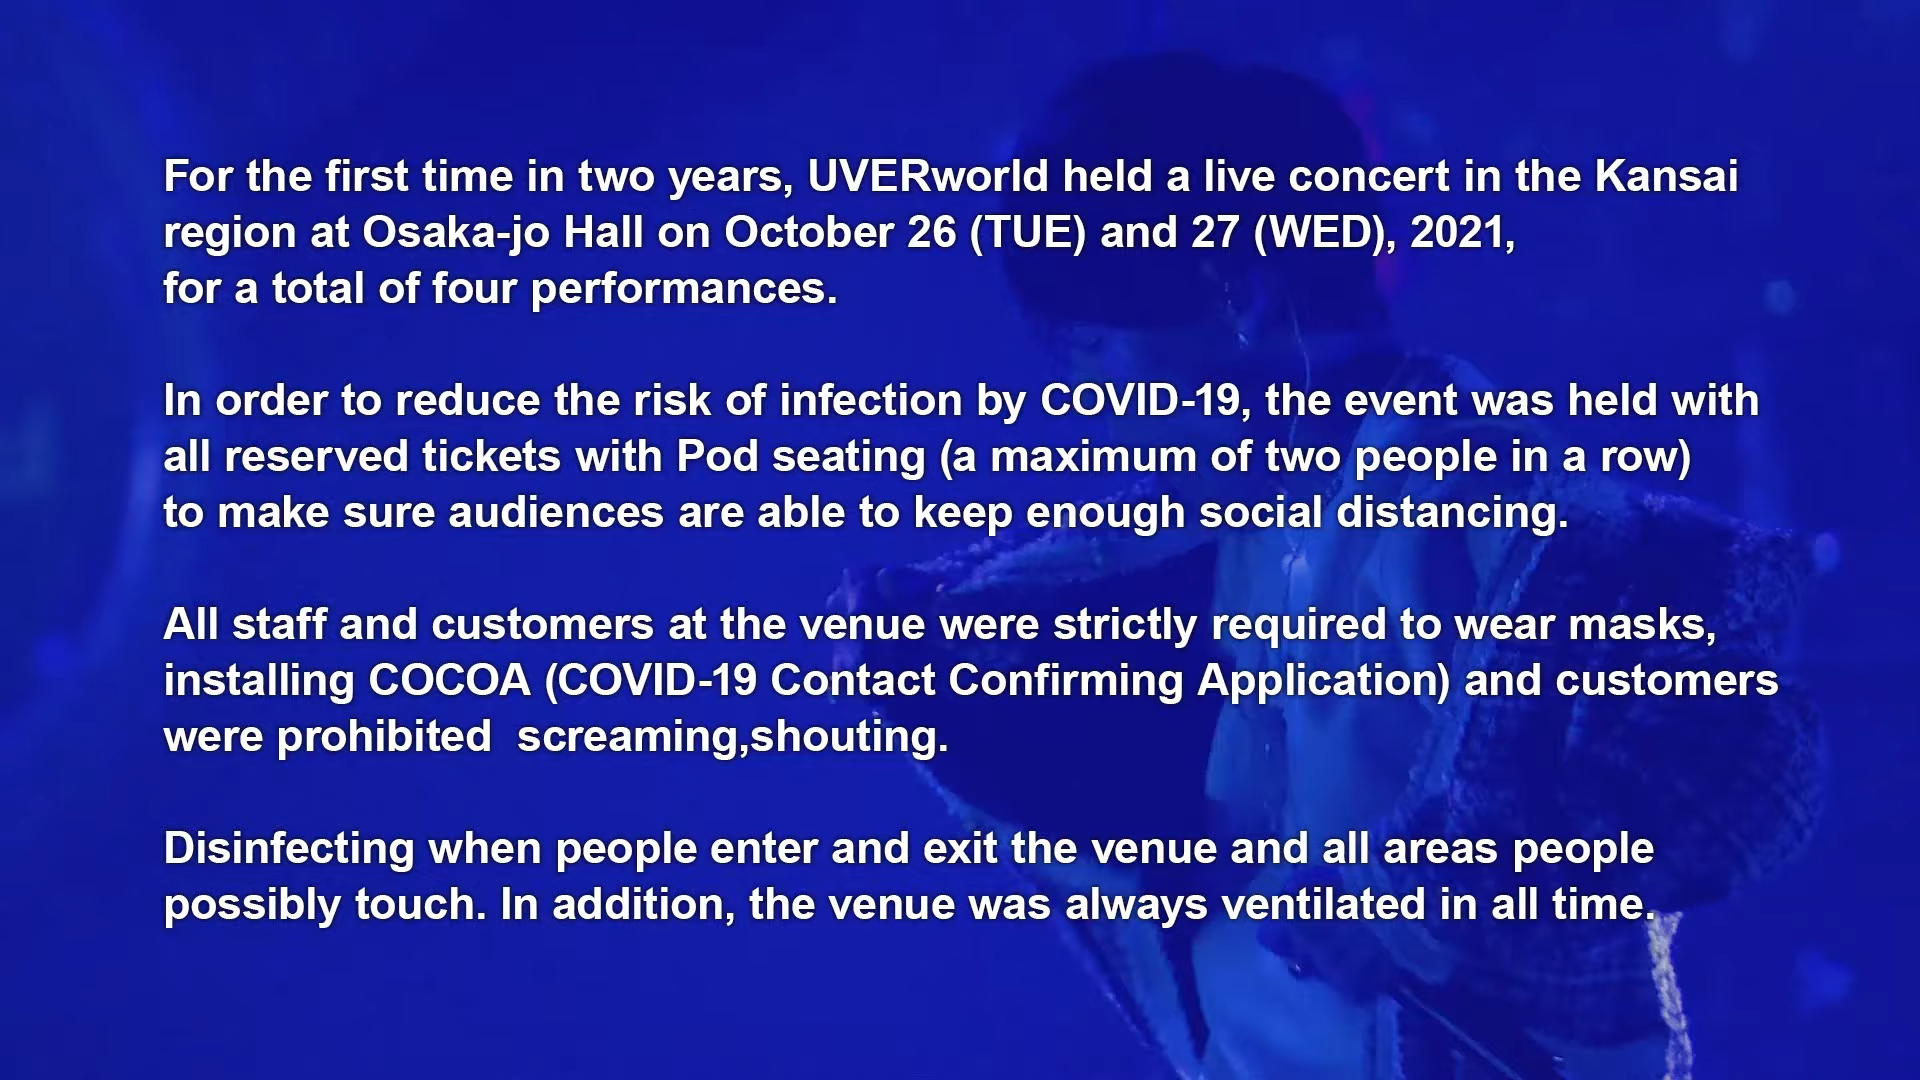 For the first time in two years, UVERworld held a live concert in the Kansai
region at Osaka-jo Hall on October 26 (TUE) and 27 (WED), 2021,
for a total of four performances.
In order to reduce the risk of infection by COVID-19, the event was held with
all reserved tickets with Pod seating (a maximum of two people in a row)
to make sure audiences are able to keep enough social distancing.
All staff and customers at the venue were strictly required to wear masks,
installing COCOA (COVID-19 Contact Confirming Application) and customers
were prohibited  screaming,shouting.
Disinfecting when people enter and exit the venue and all areas people
possibly touch. In addition, the venue was always ventilated in all time.